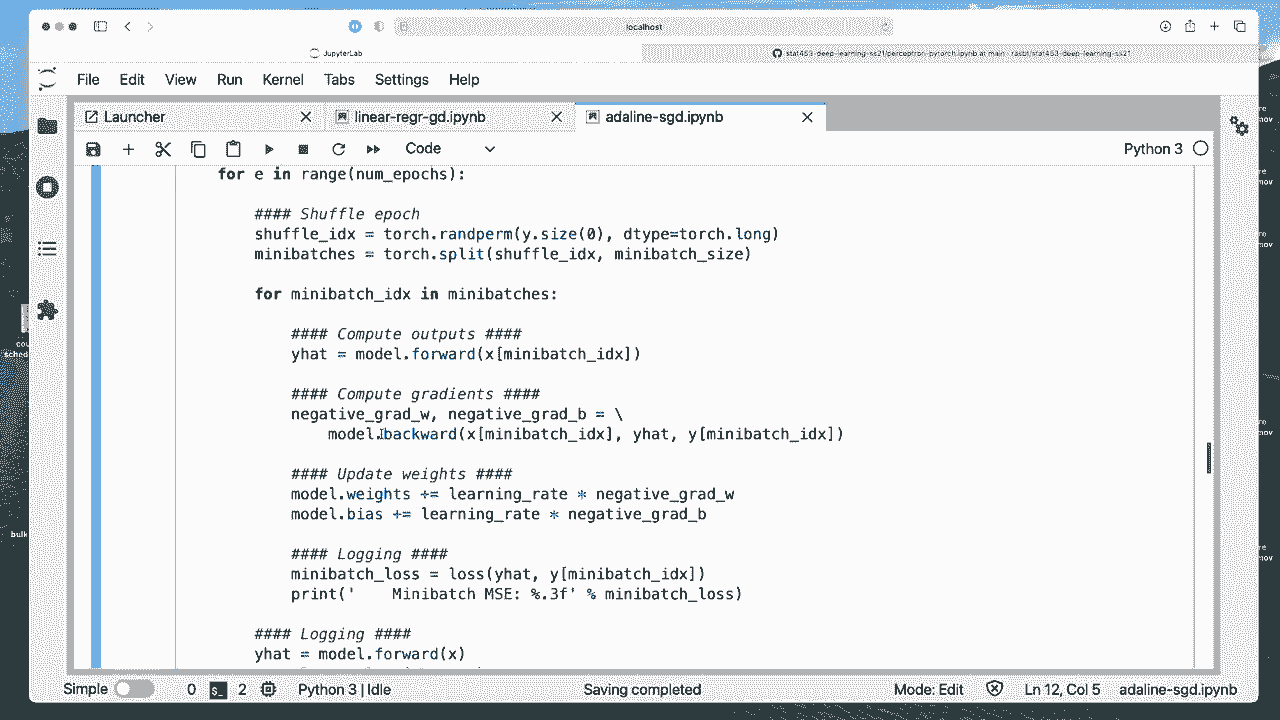 localhost
JupyterLab
stat453-deep-learning-ss21/perceptron-pytorch.ipynb at main · rasbt/stat453-deep-learning-ss21
File Edit View Run Kernel Tabs Settings Help
Launcher linear-regr-gd.ipynb adaline-sgd.ipynb
Code Python 3
for e in range(num_epochs):
#### Shuffle epoch
shuffle_idx = torch.randperm(y.size(0), dtype=torch.long)
minibatches = torch.split(shuffle_idx, minibatch_size)
for minibatch_idx in minibatches:
#### Compute outputs ####
yhat = model.forward(x[minibatch_idx])
#### Compute gradients ####
negative_grad_w, negative_grad_b = \
model.backward(x[minibatch_idx], yhat, y[minibatch_idx])
#### Update weights ####
model.weights += learning_rate * negative_grad_w
model.bias += learning_rate * negative_grad_b
#### Logging ####
minibatch_loss = loss(yhat, y[minibatch_idx])
print('    Minibatch MSE: %.3f' % minibatch_loss)
#### Logging ####
yhat = model.forward(x)
Simple 0 $_ 2 Python 3 | Idle Saving completed Mode: Edit Ln 12, Col 5 adaline-sgd.ipynb